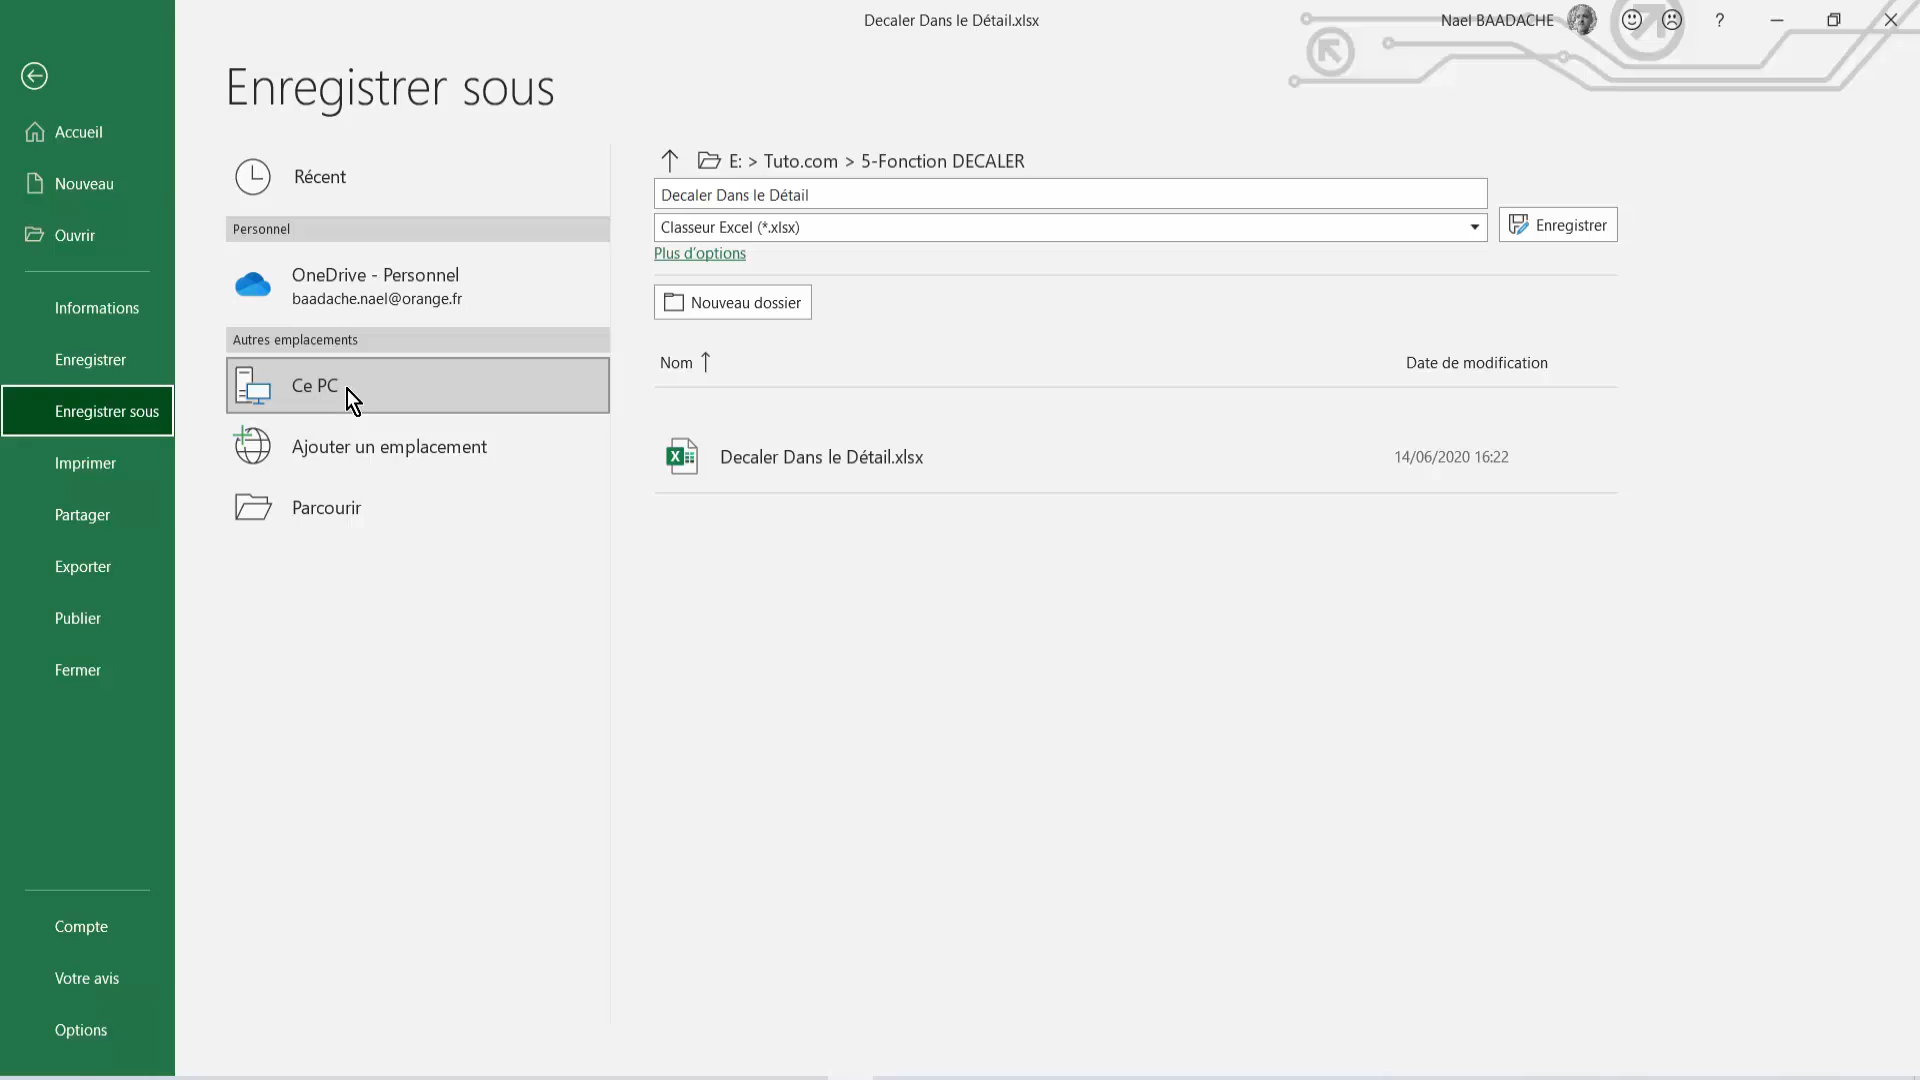 Decaler Dans le Détail.xlsx
Nael BAADACHE
?
Enregistrer sous
Accueil
Nouveau
Ouvrir
Informations
Enregistrer
Enregistrer sous
Imprimer
Partager
Exporter
Publier
Fermer
Compte
Votre avis
Options
Récent
Personnel
OneDrive - Personnel
baadache.nael@orange.fr
Autres emplacements
Ce PC
Ajouter un emplacement
Parcourir
E: > Tuto.com > 5-Fonction DECALER
Decaler Dans le Détail
Classeur Excel (*.xlsx)
Enregistrer
Plus d'options
Nouveau dossier
Nom ↑ Date de modification
Decaler Dans le Détail.xlsx 14/06/2020 16:22